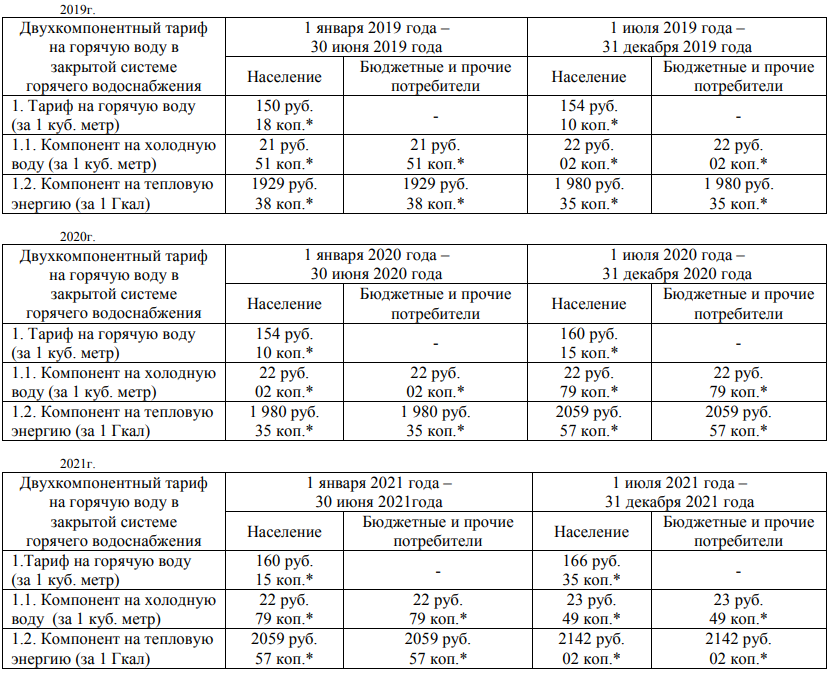 2019г.
Двухкомпонентный тариф на горячую воду в закрытой системе горячего водоснабжения
1 января 2019 года –
30 июня 2019 года
1 июля 2019 года –
31 декабря 2019 года
Население
Бюджетные и прочие потребители
Население
Бюджетные и прочие потребители
1. Тариф на горячую воду (за 1 куб. метр)
150 руб. 18 коп.*
-
154 руб. 10 коп.*
-
1.1. Компонент на холодную воду (за 1 куб. метр)
21 руб. 51 коп.*
21 руб. 51 коп.*
22 руб. 02 коп.*
22 руб. 02 коп.*
1.2. Компонент на тепловую энергию (за 1 Гкал)
1929 руб. 38 коп.*
1929 руб. 38 коп.*
1 980 руб. 35 коп.*
1 980 руб. 35 коп.*
2020г.
Двухкомпонентный тариф на горячую воду в закрытой системе горячего водоснабжения
1 января 2020 года –
30 июня 2020 года
1 июля 2020 года –
31 декабря 2020 года
Население
Бюджетные и прочие потребители
Население
Бюджетные и прочие потребители
1. Тариф на горячую воду (за 1 куб. метр)
154 руб. 10 коп.*
-
160 руб. 15 коп.*
-
1.1. Компонент на холодную воду (за 1 куб. метр)
22 руб. 02 коп.*
22 руб. 02 коп.*
22 руб. 79 коп.*
22 руб. 79 коп.*
1.2. Компонент на тепловую энергию (за 1 Гкал)
1 980 руб. 35 коп.*
1 980 руб. 35 коп.*
2059 руб. 57 коп.*
2059 руб. 57 коп.*
2021г.
Двухкомпонентный тариф на горячую воду в закрытой системе горячего водоснабжения
1 января 2021 года –
30 июня 2021года
1 июля 2021 года –
31 декабря 2021 года
Население
Бюджетные и прочие потребители
Население
Бюджетные и прочие потребители
1.Тариф на горячую воду (за 1 куб. метр)
160 руб. 15 коп.*
-
166 руб. 35 коп.*
-
1.1. Компонент на холодную воду (за 1 куб. метр)
22 руб. 79 коп.*
22 руб. 79 коп.*
23 руб. 49 коп.*
23 руб. 49 коп.*
1.2. Компонент на тепловую энергию (за 1 Гкал)
2059 руб. 57 коп.*
2059 руб. 57 коп.*
2142 руб. 02 коп.*
2142 руб. 02 коп.*